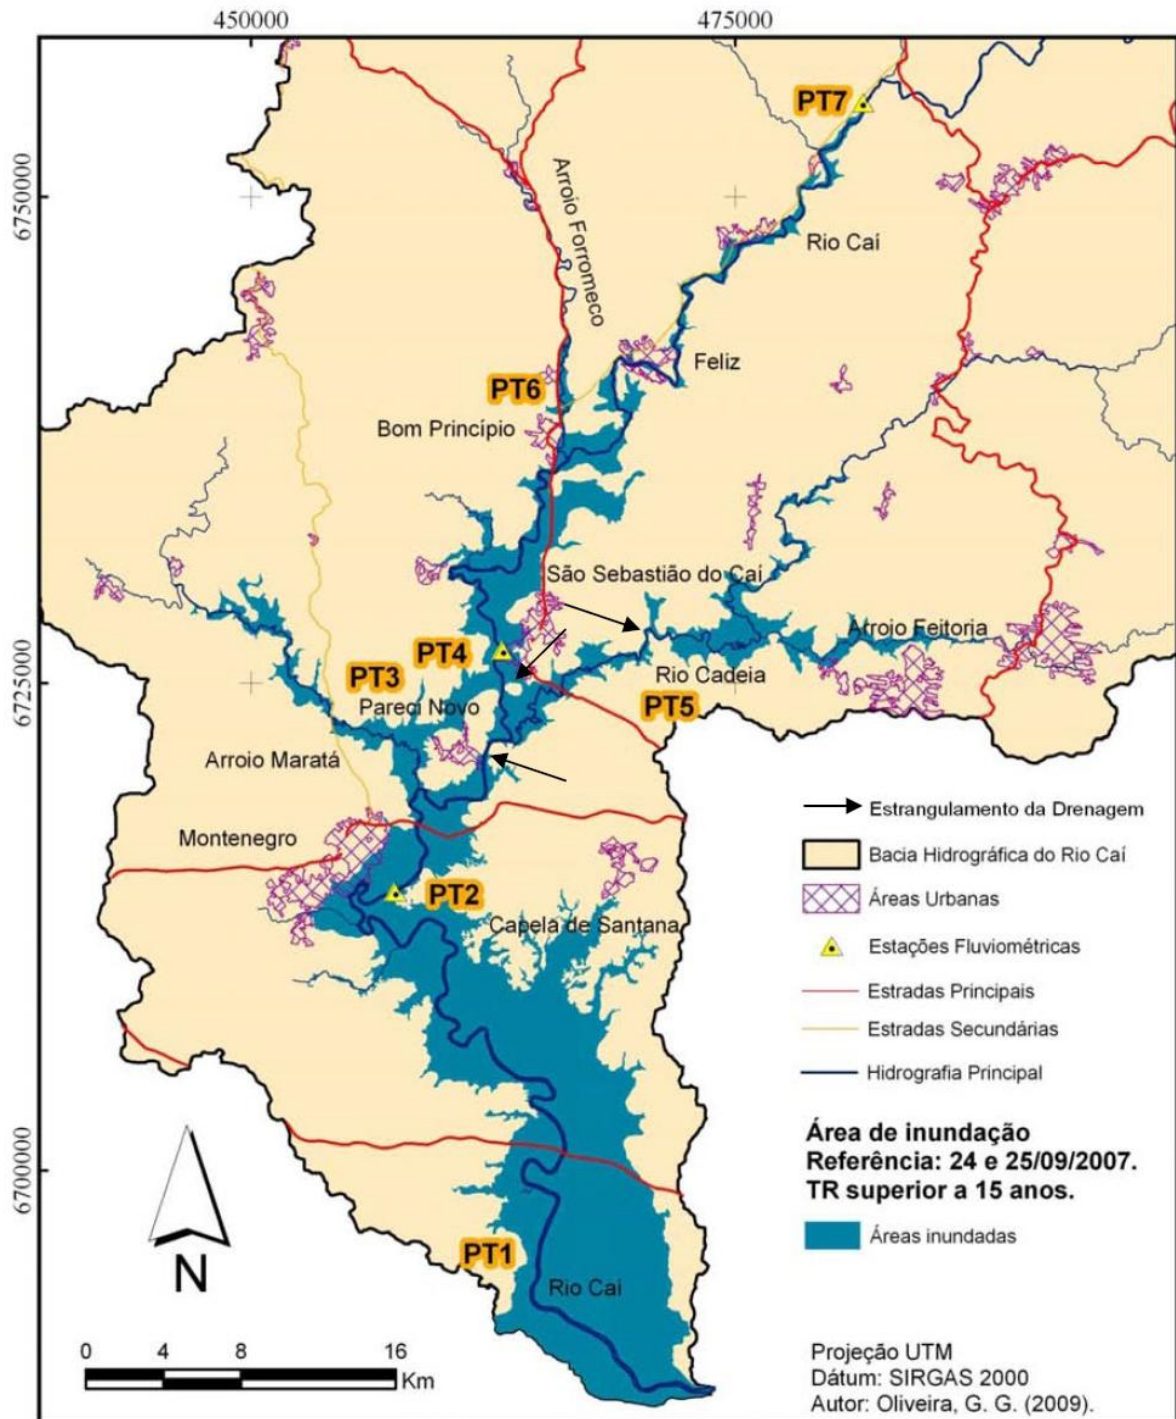 450000
475000
PT7
6750000
Arroio Forromeco
Rio Caí
Feliz
PT6
Bom Princípio
São Sebastião do Caí
Arroio Feitoria
PT4
PT3
6725000
Rio Cadeia
PT5
Pareci Novo
Arroio Maratá
Montenegro
PT2
Capela de Santana
Estrangulamento da Drenagem
Bacia Hidrográfica do Rio Caí
Áreas Urbanas
Estações Fluviométricas
Estradas Principais
Estradas Secundárias
Hidrografia Principal
Área de inundação
Referência: 24 e 25/09/2007.
TR superior a 15 anos.
Áreas inundadas
6700000
N
PT1
Rio Caí
0 4 8 16
Km
Projeção UTM
Dátum: SIRGAS 2000
Autor: Oliveira, G. G. (2009).